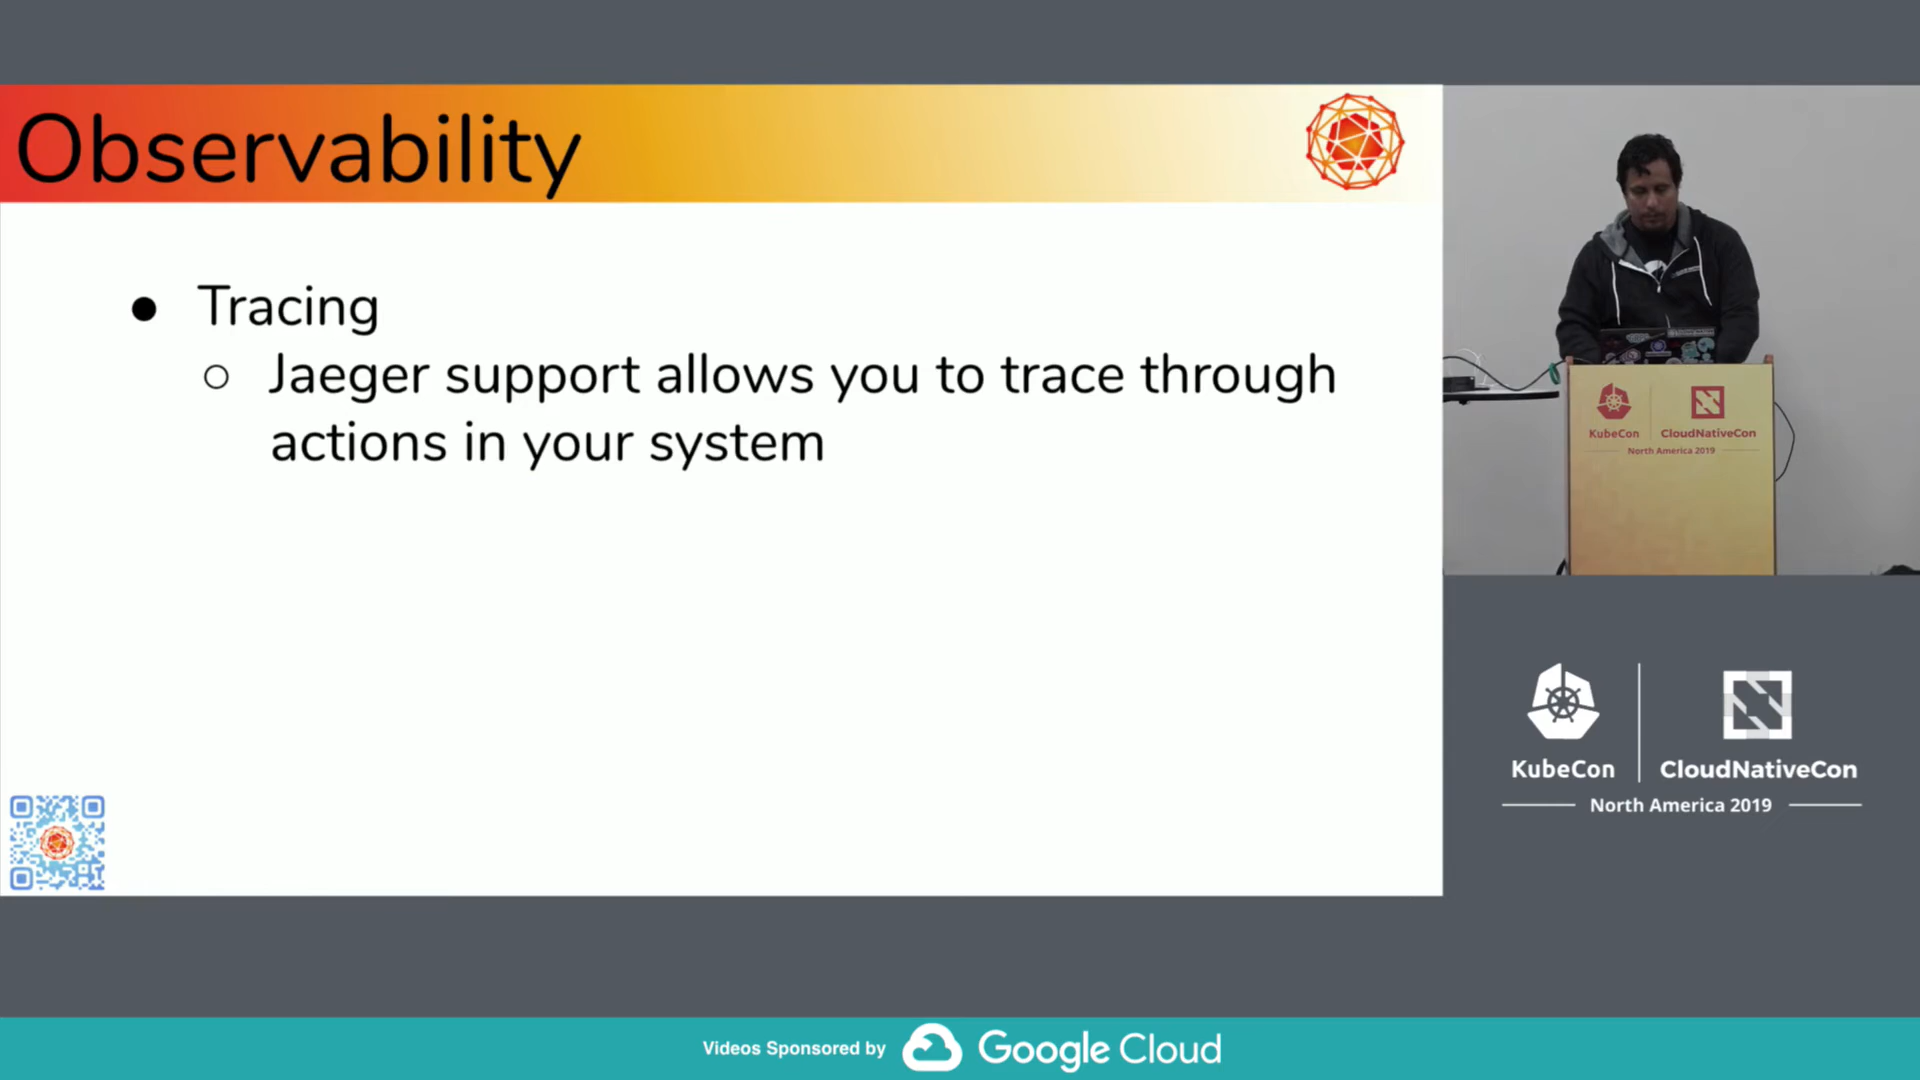 Observability
● Tracing
○ Jaeger support allows you to trace through
actions in your system
KubeCon
CloudNativeCon
North America 2019
KubeCon
CloudNativeCon
North America 2019
Videos Sponsored by
Google Cloud